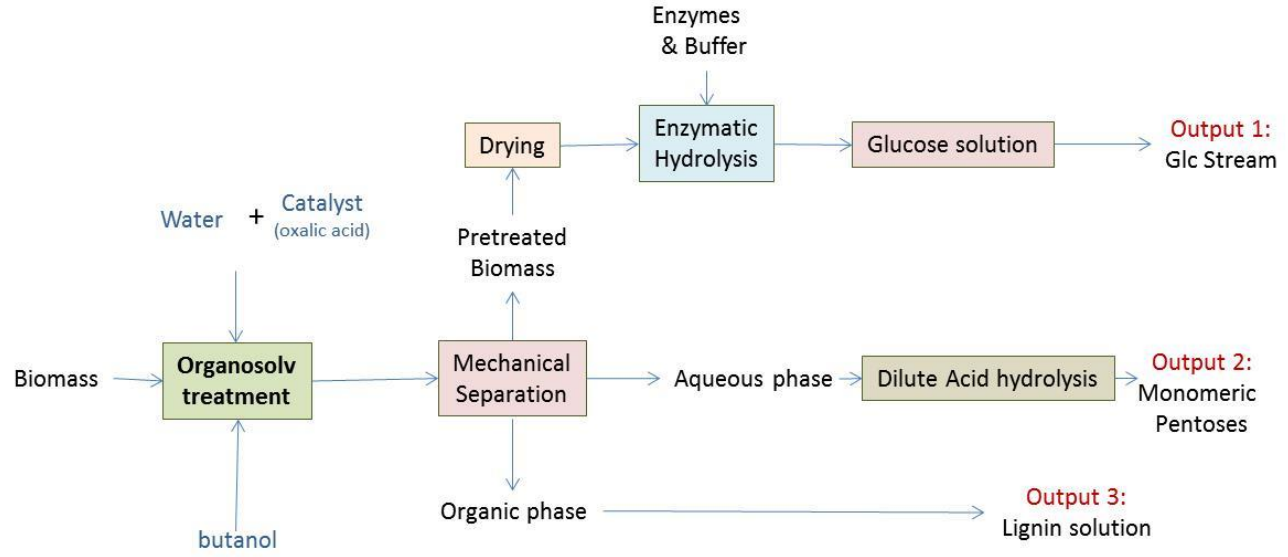 Enzymes
& Buffer
Drying
Enzymatic
Hydrolysis
Glucose solution
Output 1:
Glc Stream
Water + Catalyst
(oxalic acid)
Pretreated
Biomass
Biomass
Organosolv
treatment
Mechanical
Separation
Aqueous phase
Dilute Acid hydrolysis
Output 2:
Monomeric
Pentoses
Organic phase
Output 3:
Lignin solution
butanol